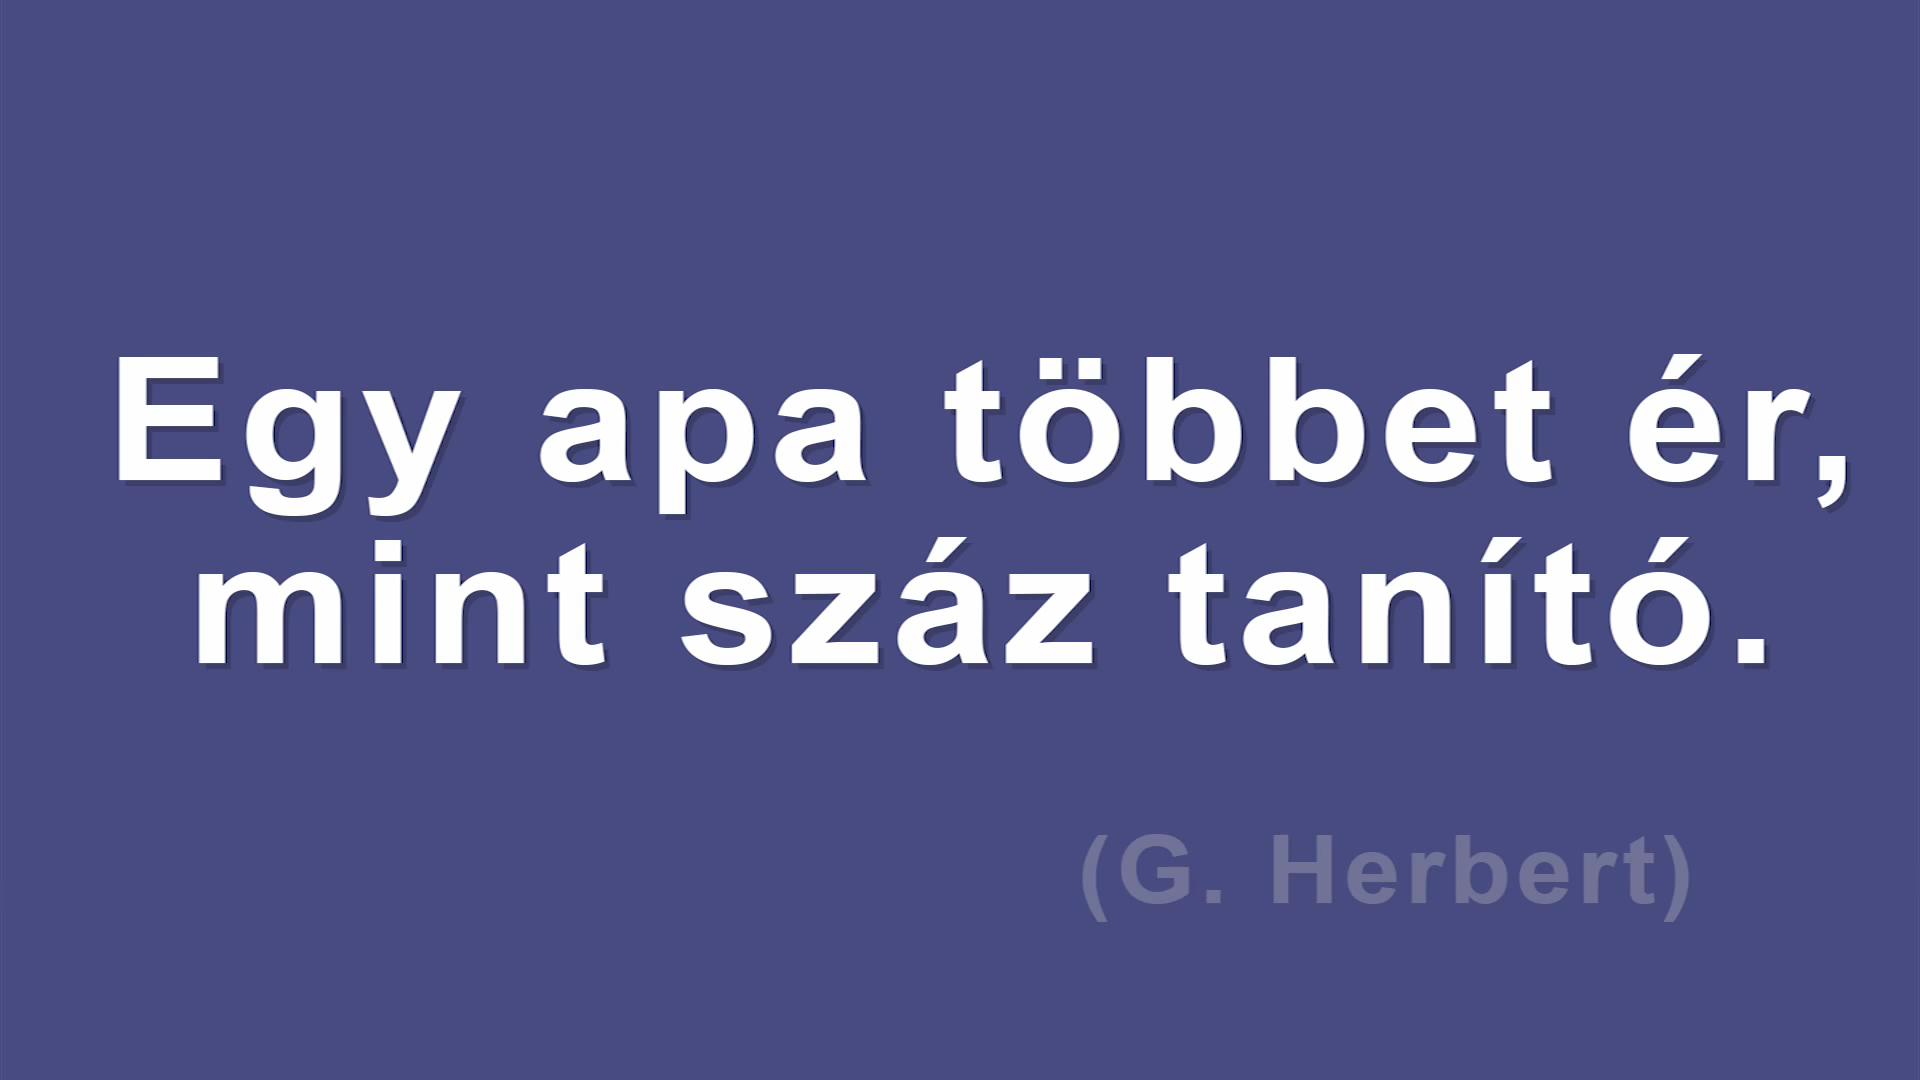 Egy apa többet ér,
mint száz tanító.
(G. Herbert)